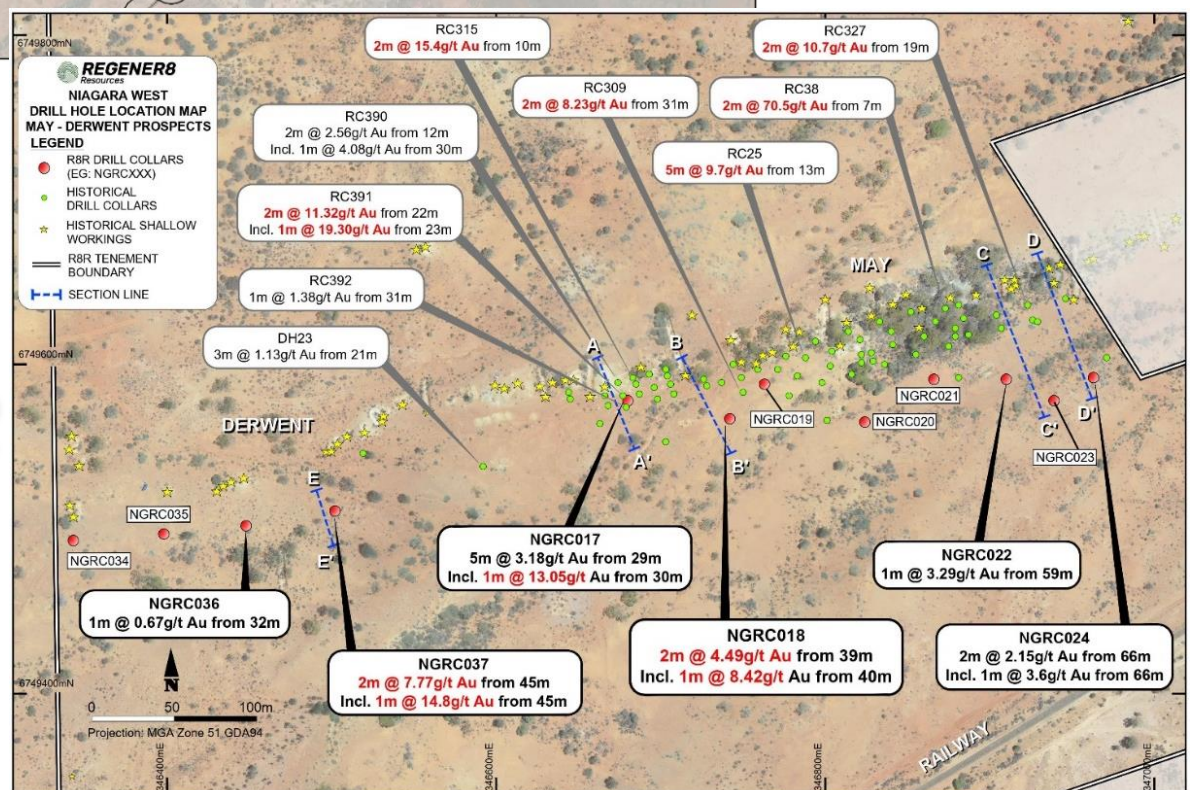 6749800mN
REGENER8
Resources
NIAGARA WEST
DRILL HOLE LOCATION MAP
MAY - DERWENT PROSPECTS
LEGEND
R8R DRILL COLLARS
(EG: NGRCXXX)
HISTORICAL
DRILL COLLARS
HISTORICAL SHALLOW
WORKINGS
R8R TENEMENT
BOUNDARY
SECTION LINE
RC315
2m @ 15.4g/t Au from 10m
RC327
2m @ 10.7g/t Au from 19m
RC309
2m @ 8.23g/t Au from 31m
RC38
2m @ 70.5g/t Au from 7m
RC390
2m @ 2.56g/t Au from 12m
Incl. 1m @ 4.08g/t Au from 30m
RC25
5m @ 9.7g/t Au from 13m
RC391
2m @ 11.32g/t Au from 22m
Incl. 1m @ 19.30g/t Au from 23m
RC392
1m @ 1.38g/t Au from 31m
DH23
3m @ 1.13g/t Au from 21m
MAY
C
D
6749600mN
A
B
DERWENT
NGRC019
NGRC020
NGRC021
D'
C'
NGRC023
A'
B'
E
E'
NGRC035
NGRC034
NGRC017
5m @ 3.18g/t Au from 29m
Incl. 1m @ 13.05g/t Au from 30m
NGRC022
1m @ 3.29g/t Au from 59m
NGRC036
1m @ 0.67g/t Au from 32m
NGRC018
2m @ 4.49g/t Au from 39m
Incl. 1m @ 8.42g/t Au from 40m
NGRC024
2m @ 2.15g/t Au from 66m
Incl. 1m @ 3.6g/t Au from 66m
NGRC037
2m @ 7.77g/t Au from 45m
Incl. 1m @ 14.8g/t Au from 45m
6749400mN
N
0 50 100m
Projection: MGA Zone 51 GDA94
RAILWAY
346400mE
346600mE
346800mE
347000mE